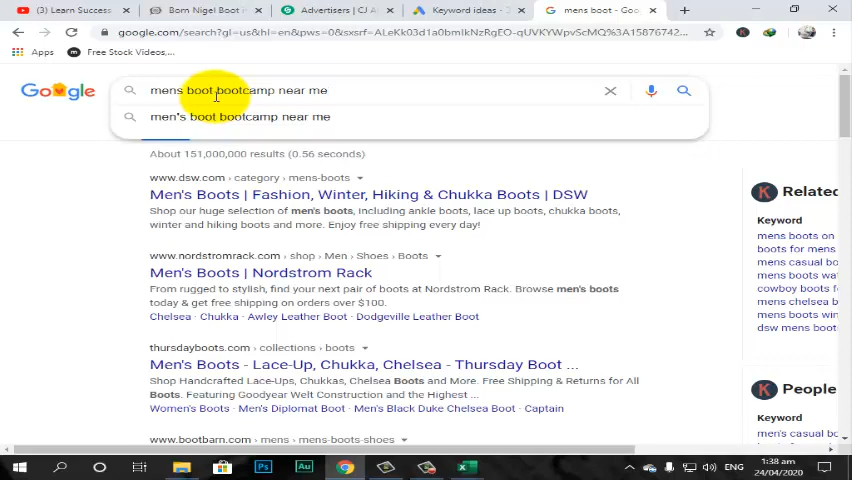 (3) Learn Success
Born Nigel Boot in
Advertisers | CJ A
Keyword ideas - 3
mens boot - Goo
google.com/search?gl=us&hl=en&pws=0&sxsrf=ALeKk03d0a0bmIkNzRgEO-qUVKYWpvScMQ%3A15876742...
Apps
Free Stock Videos,...
Google
mens boot bootcamp near me
men's boot bootcamp near me
About 151,000,000 results (0.56 seconds)
www.dsw.com › category › mens-boots
Men's Boots | Fashion, Winter, Hiking & Chukka Boots | DSW
Shop our huge selection of men's boots, including ankle boots, lace up boots, chukka boots,
winter and hiking boots and more. Enjoy free shipping every day!
www.nordstromrack.com › shop › Men › Shoes › Boots
Men's Boots | Nordstrom Rack
From rugged to stylish, find your next pair of boots at Nordstrom Rack. Browse men's boots
today & get free shipping on orders over $100.
Chelsea · Chukka · Awley Leather Boot · Dodgeville Leather Boot
thursdayboots.com › collections › boots
Men's Boots - Lace-Up, Chukka, Chelsea - Thursday Boot ...
Shop Handcrafted Lace-Ups, Chukkas, Chelsea Boots and More. Free Shipping & Returns for All
Boots. Featuring Goodyear Welt Construction and the Highest ...
Women's Boots · Men's Diplomat Boot · Men's Black Duke Chelsea Boot · Captain
www.bootbarn.com › mens › mens-boots-shoes
K
Related
Keyword
mens boots on
boots for mens
mens casual bo
mens boots wa
cowboy boots f
mens chelsea b
mens boots win
dsw mens boot
K
People
Keyword
men's casual b
Ps
Au
ENG
1:38 am
24/04/2020